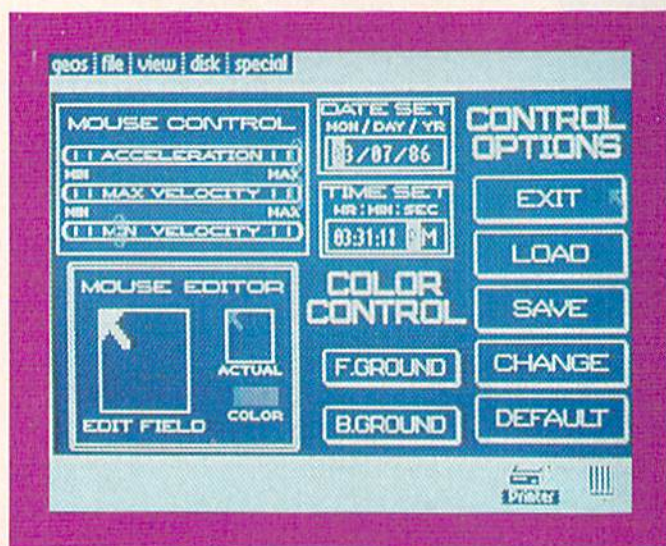 geos file view disk special
MOUSE CONTROL
ACCELERATION
MIN MAX
MAX VELOCITY
MIN MAX
MIN VELOCITY
DATE SET
MON / DAY / YR
03/07/86
TIME SET
HR : MIN : SEC
03:31:11 PM
CONTROL
OPTIONS
EXIT
LOAD
SAVE
CHANGE
DEFAULT
MOUSE EDITOR
ACTUAL
COLOR
EDIT FIELD
COLOR
CONTROL
F.GROUND
B.GROUND
Printer